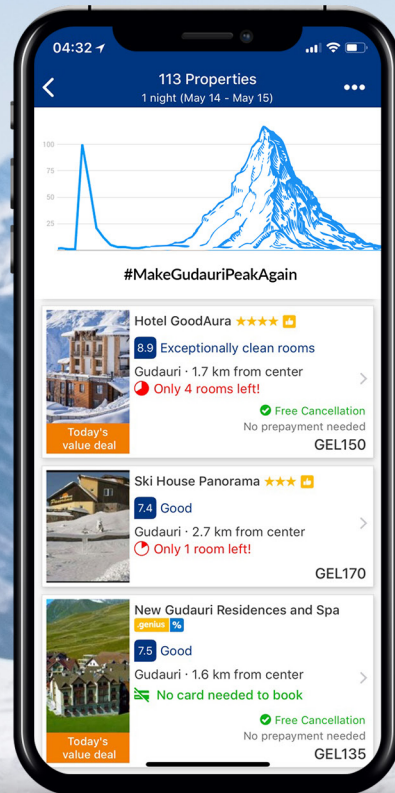 04:32
113 Properties
1 night (May 14 - May 15)
100
75
50
25
#MakeGudauriPeakAgain
Hotel GoodAura
8.9 Exceptionally clean rooms
Gudauri · 1.7 km from center
Only 4 rooms left!
Free Cancellation
No prepayment needed
Today's
value deal
GEL150
Ski House Panorama
7.4 Good
Gudauri · 2.7 km from center
Only 1 room left!
GEL170
New Gudauri Residences and Spa
.genius %
7.5 Good
Gudauri · 1.6 km from center
No card needed to book
Free Cancellation
No prepayment needed
Today's
value deal
GEL135